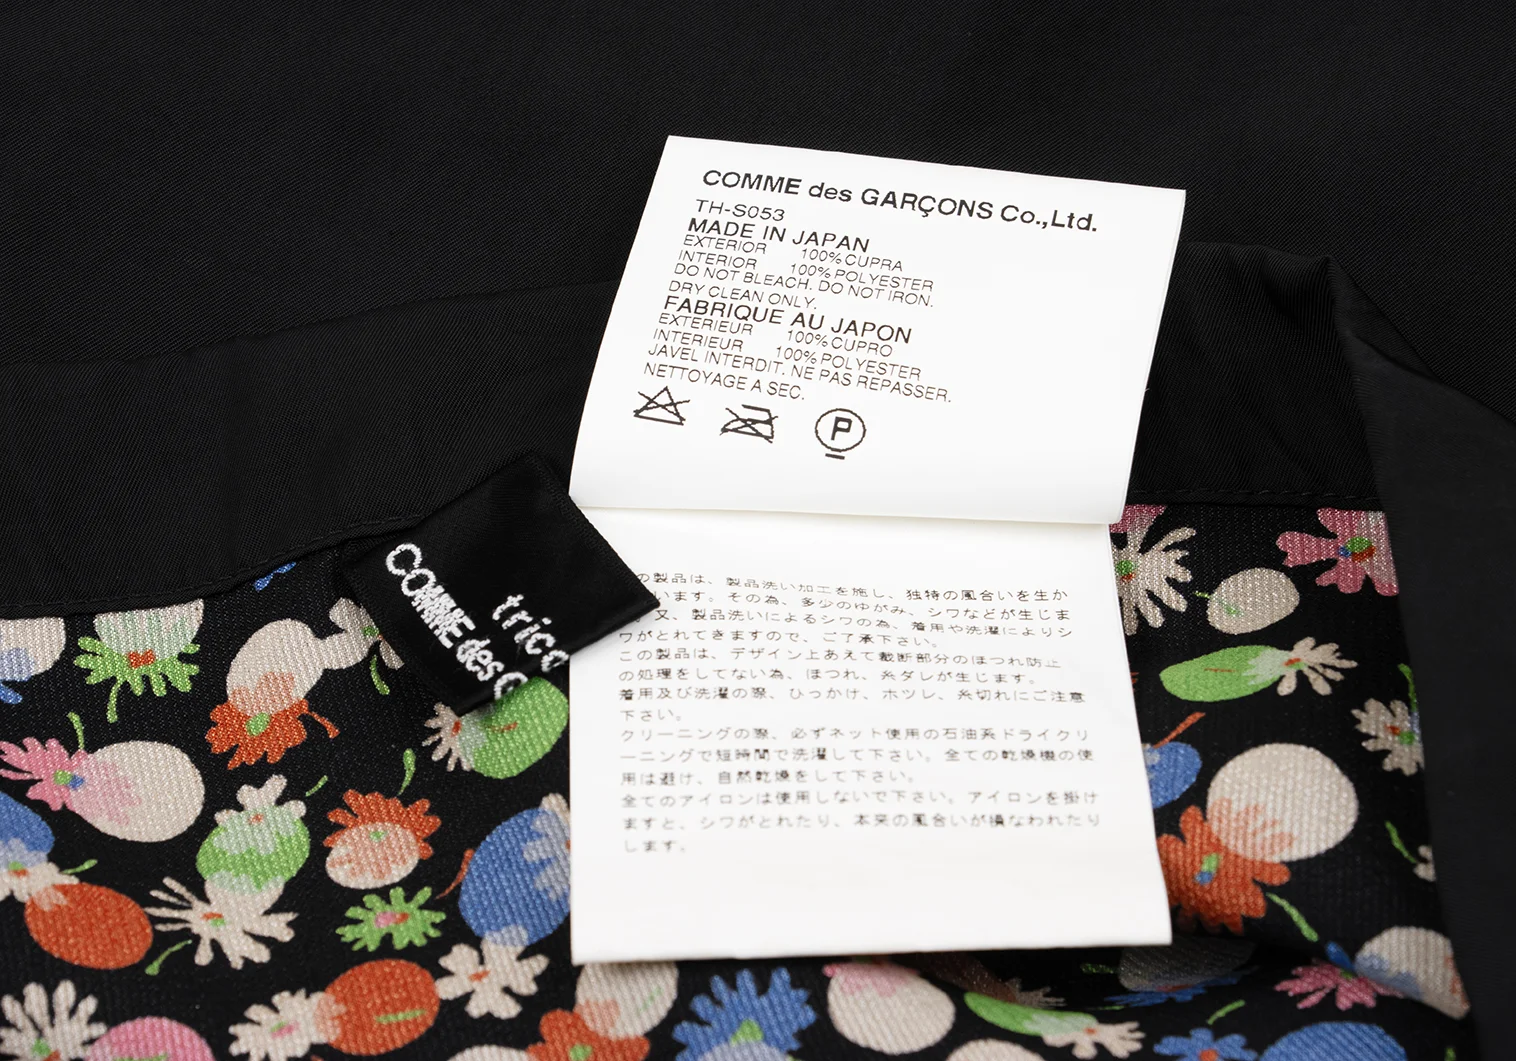 COMME des GARÇONS Co.,Ltd.
TH-S053
MADE IN JAPAN
EXTERIOR 100% CUPRA
INTERIOR 100% POLYESTER
DO NOT BLEACH. DO NOT IRON.
DRY CLEAN ONLY.
FABRIQUE AU JAPON
EXTERIEUR 100% CUPRO
INTERIEUR 100% POLYESTER
JAVEL INTERDIT. NE PAS REPASSER.
NETTOYAGE A SEC.
P
tric
COMME des G
の製品は、製品洗い加工を施し、独特の風合いを生か
います。その為、多少のゆがみ、シワなどが生じま
。又、製品洗いによるシワの為、着用や洗濯によりシ
ワがとれてきますので、ご了承下さい。
この製品は、デザイン上あえて裁断部分のほつれ防止
の処理をしてない為、ほつれ、糸ダレが生じます。
着用及び洗濯の際、ひっかけ、ホツレ、糸切れにご注意
下さい。
クリーニングの際、必ずネット使用の石油系ドライクリ
ーニングで短時間で洗濯して下さい。全ての乾燥機の使
用は避け、自然乾燥をして下さい。
全てのアイロンは使用しないで下さい。アイロンを掛け
ますと、シワがとれたり、本来の風合いが損なわれたり
します。